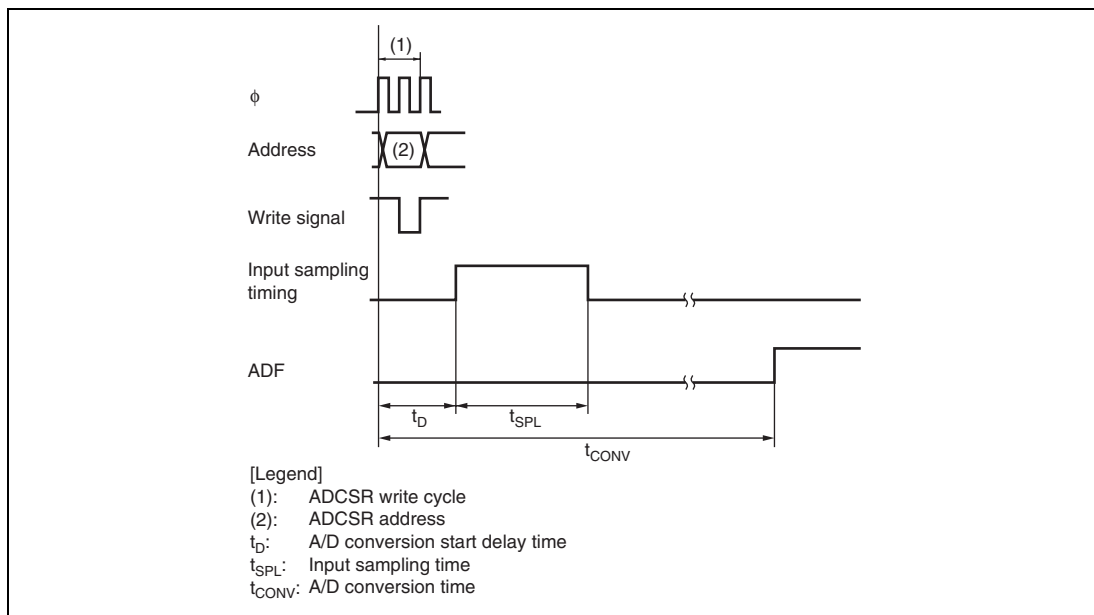 (1)
φ
Address
(2)
Write signal
Input sampling
timing
ADF
tD
tSPL
tCONV
[Legend]
(1): ADCSR write cycle
(2): ADCSR address
tD: A/D conversion start delay time
tSPL: Input sampling time
tCONV: A/D conversion time